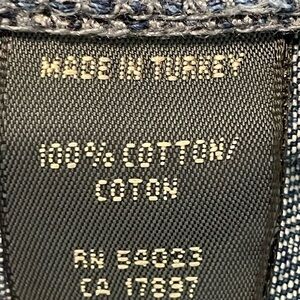 MADE IN TURKEY
100% COTTON/
COTON
RN 54023
CA 17897